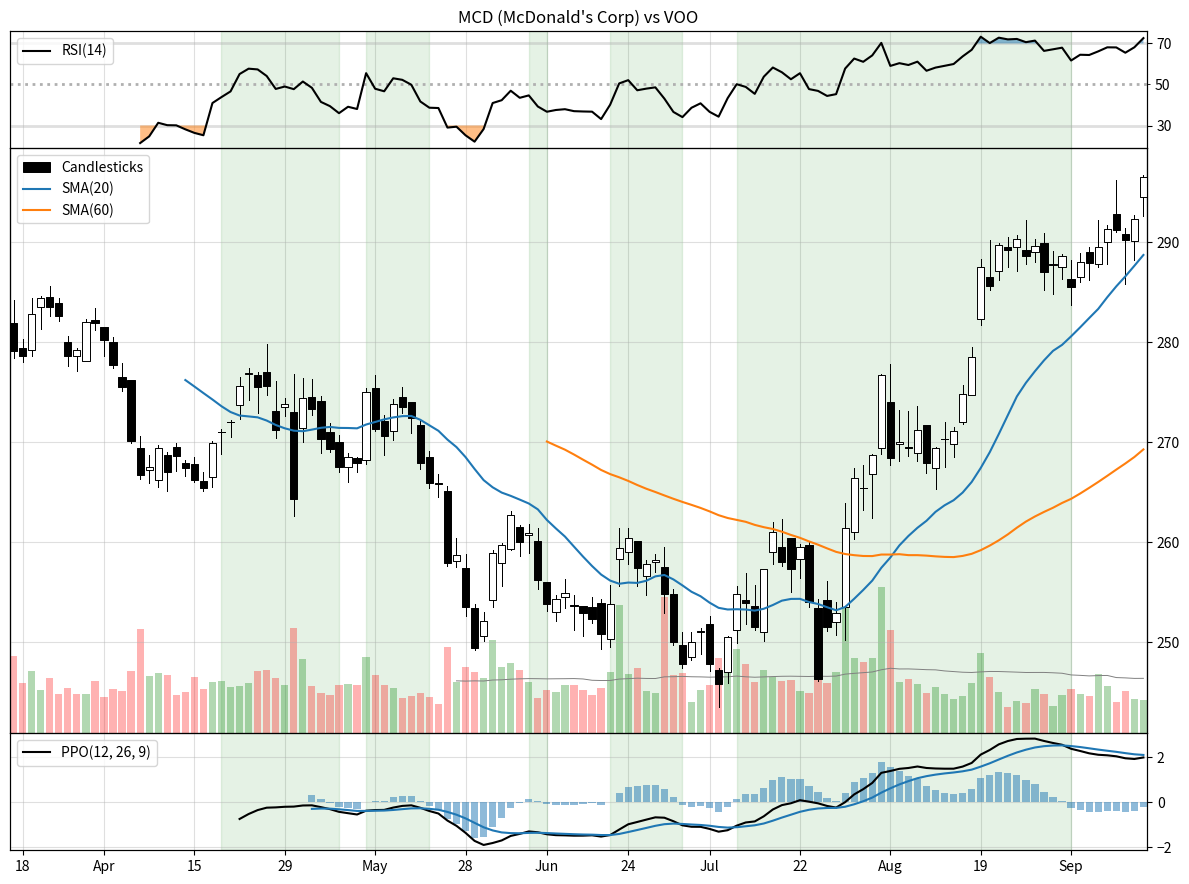 MCD (McDonald's Corp) vs VOO
RSI(14)
70
50
30
Candlesticks
SMA(20)
SMA(60)
290
280
270
260
250
PPO(12, 26, 9)
2
0
−2
18 Apr 15 29 May 28 Jun 24 Jul 22 Aug 19 Sep